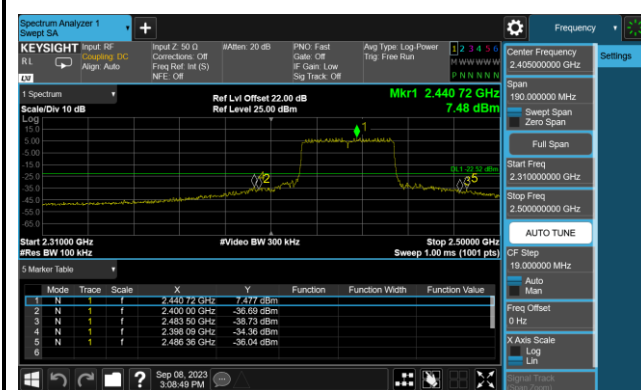 Spectrum Analyzer 1
Swept SA
+
Frequency
KEYSIGHT Input: RF Input Z: 50 Ω #Atten: 20 dB PNO: Fast Avg Type: Log-Power 1 2 3 4 5 6
RL Coupling: DC Corrections: Off Gate: Off Trig: Free Run M W W W W W
Align: Auto Freq Ref: Int (S) IF Gain: Low
NFE: Off Sig Track: Off P N N N N N
LXI
1 Spectrum
Scale/Div 10 dB
Ref Lvl Offset 22.00 dB
Ref Level 25.00 dBm
Mkr1 2.440 72 GHz
7.48 dBm
Log
15.0
5.00
-5.00
-15.0
-25.0
-35.0
-45.0
-55.0
-65.0
1
DL1 -22.52 dBm
2
5
Start 2.31000 GHz #Video BW 300 kHz Stop 2.50000 GHz
#Res BW 100 kHz Sweep 1.00 ms (1001 pts)
5 Marker Table
Mode Trace Scale X Y Function Function Width Function Value
1 N 1 f 2.440 72 GHz 7.477 dBm
2 N 1 f 2.400 00 GHz -36.69 dBm
3 N 1 f 2.483 50 GHz -38.73 dBm
4 N 1 f 2.398 09 GHz -34.36 dBm
5 N 1 f 2.486 36 GHz -36.04 dBm
6
Center Frequency
2.405000000 GHz
Settings
Span
190.000000 MHz
Swept Span
Zero Span
Full Span
Start Freq
2.310000000 GHz
Stop Freq
2.500000000 GHz
AUTO TUNE
CF Step
19.000000 MHz
Auto
Man
Freq Offset
0 Hz
X Axis Scale
Log
Lin
Signal Track
(Span Zoom)
?
Sep 08, 2023
3:08:49 PM